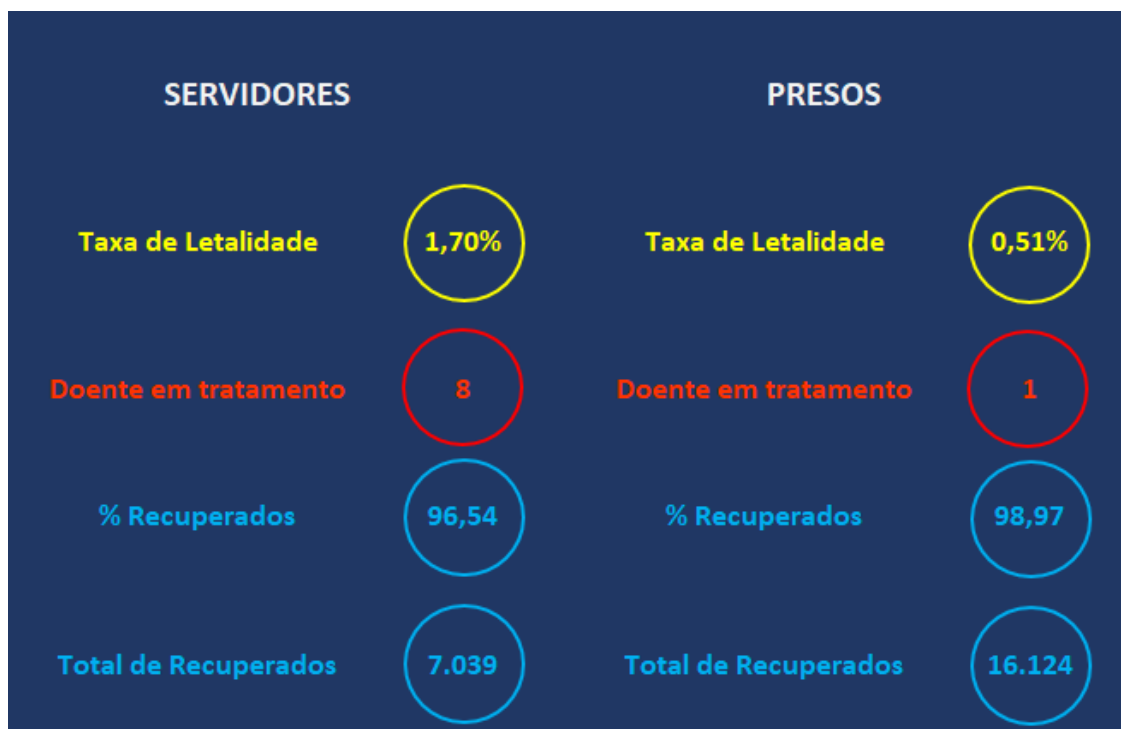 SERVIDORES
PRESOS
Taxa de Letalidade 1,70%
Taxa de Letalidade 0,51%
Doente em tratamento 8
Doente em tratamento 1
% Recuperados 96,54
% Recuperados 98,97
Total de Recuperados 7.039
Total de Recuperados 16.124